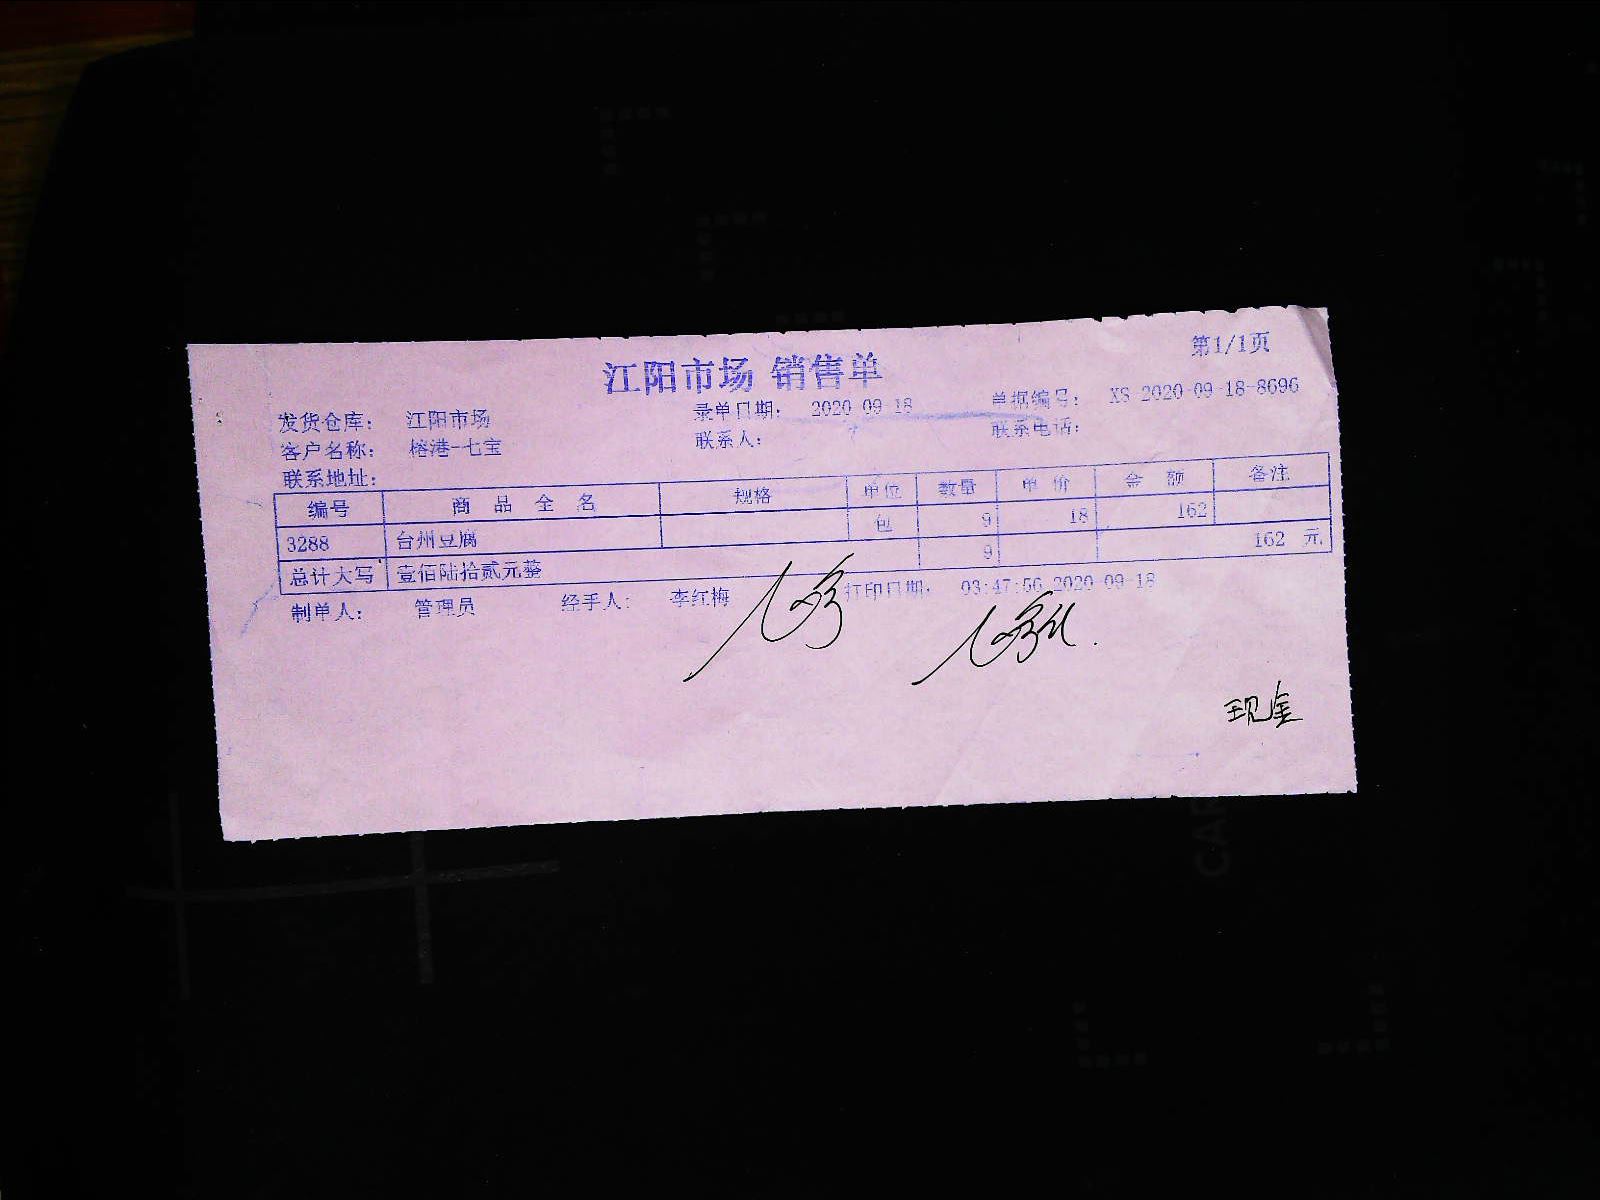 第1/1页
江阳市场 销售单
发货仓库： 江阳市场 录单日期： 2020-09-18 单据编号： XS-2020-09-18-8696
客户名称： 榕港-七宝 联系人： 联系电话：
联系地址：
编号 商品全名 规格 单位 数量 单价 金额 备注
3288 台州豆腐 包 9 18 162
总计大写 壹佰陆拾贰元整 9 162 元
制单人： 管理员 经手人： 李红梅 打印日期： 03:47:56 2020-09-18
现金
CAR